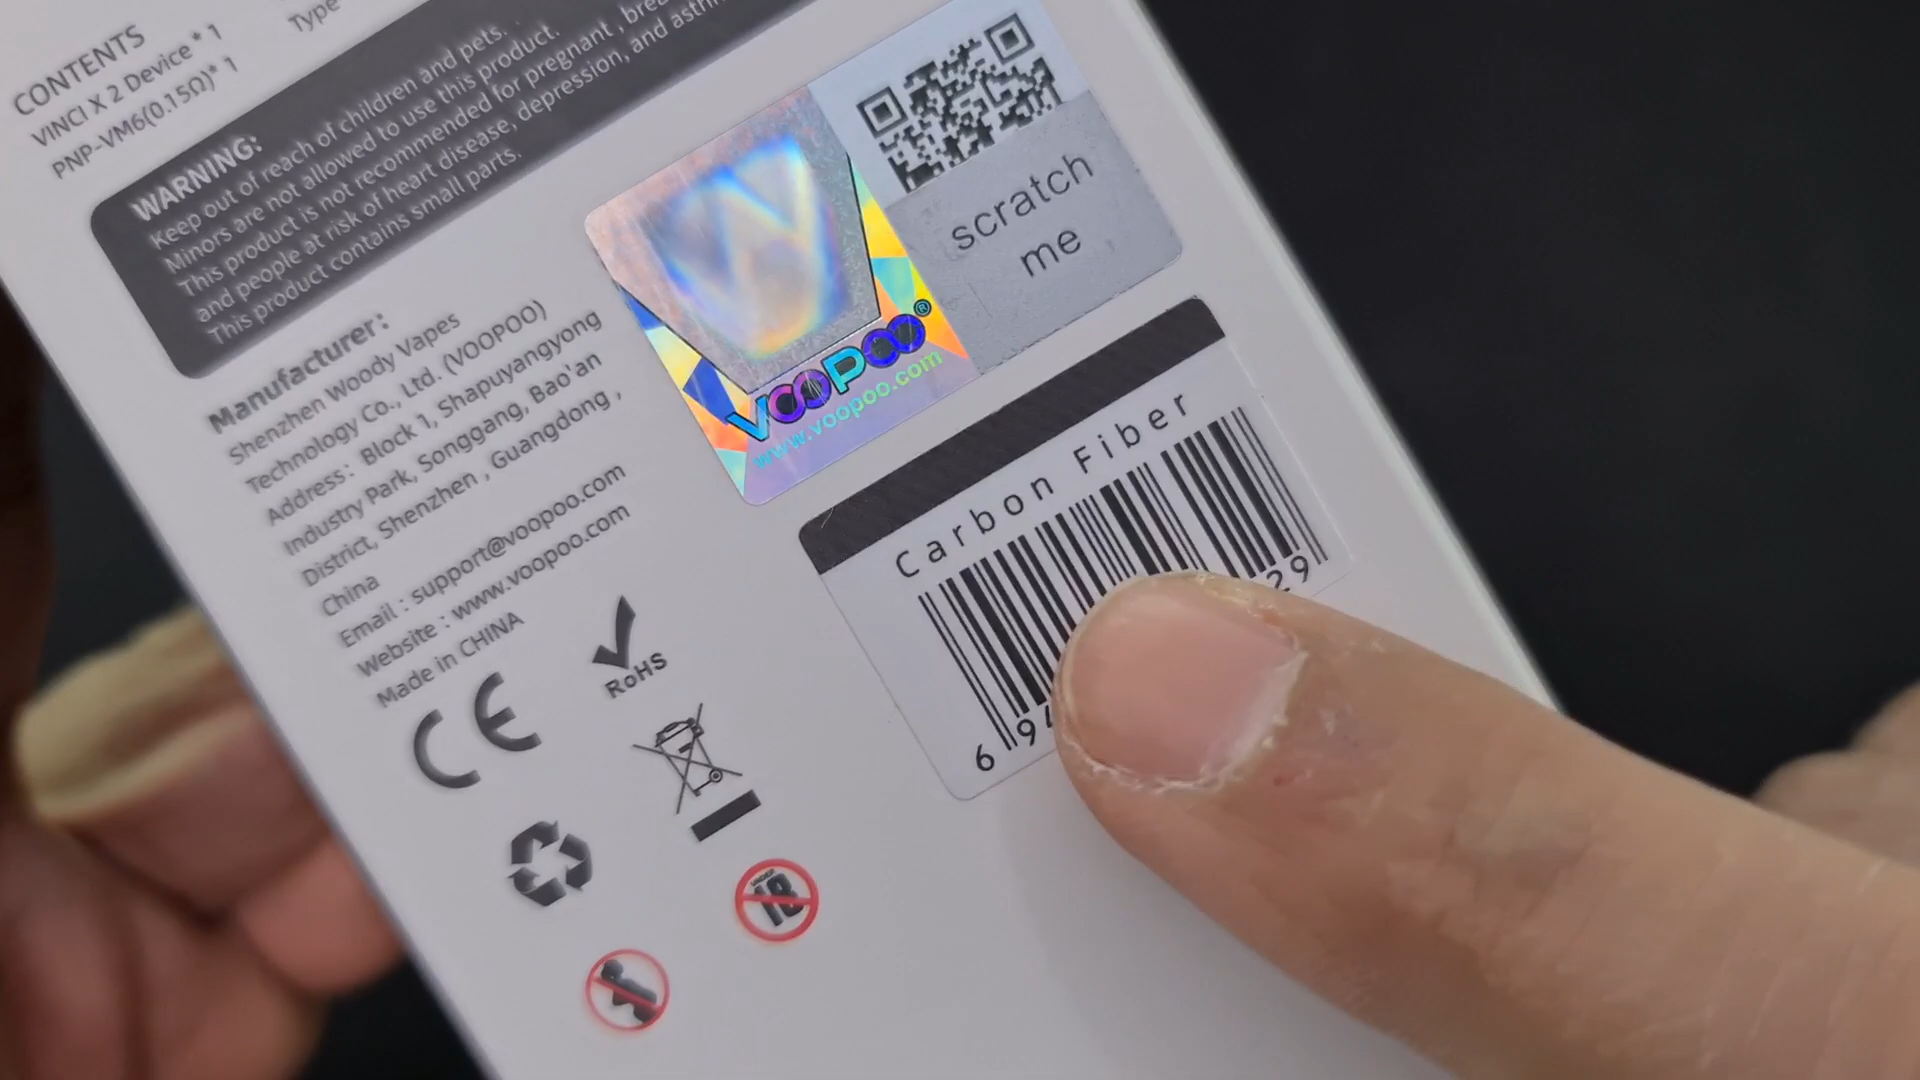 CONTENTS
VINCI X 2 Device * 1
PNP-VM6(0.15Ω)* 1
Type
WARNING:
Keep out of reach of children and pets.
Minors are not allowed to use this product.
This product is not recommended for pregnant, 
and people at risk of heart disease, depression, and
This product contains small parts.
Manufacturer:
Shenzhen Woody Vapes
Technology Co., Ltd. (VOOPOO)
Address: Block 1, Shapuyangyong
Industry Park, Songgang, Bao'an
District, Shenzhen , Guangdong ,
China
Email : support@voopoo.com
Website : www.voopoo.com
Made in CHINA
CE
RoHS
UNDER
18
VOOPOO®
www.voopoo.com
scratch
me
Carbon Fiber
6 9
29